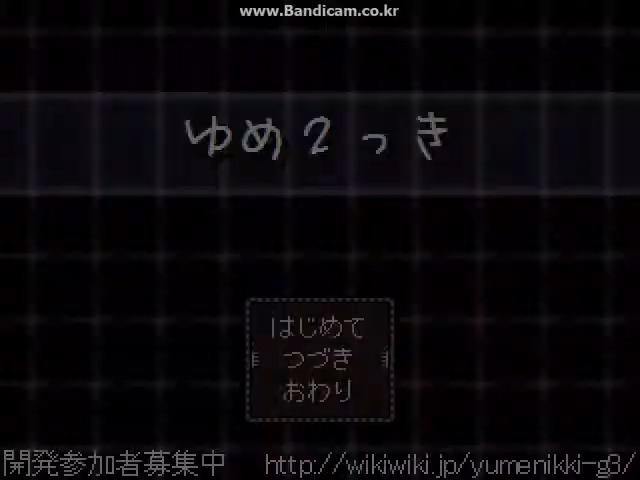 www.Bandicam.co.kr
ゆめ2っき
はじめて
つづき
おわり
開発参加者募集中 http://wikiwiki.jp/yumenikki-g3/